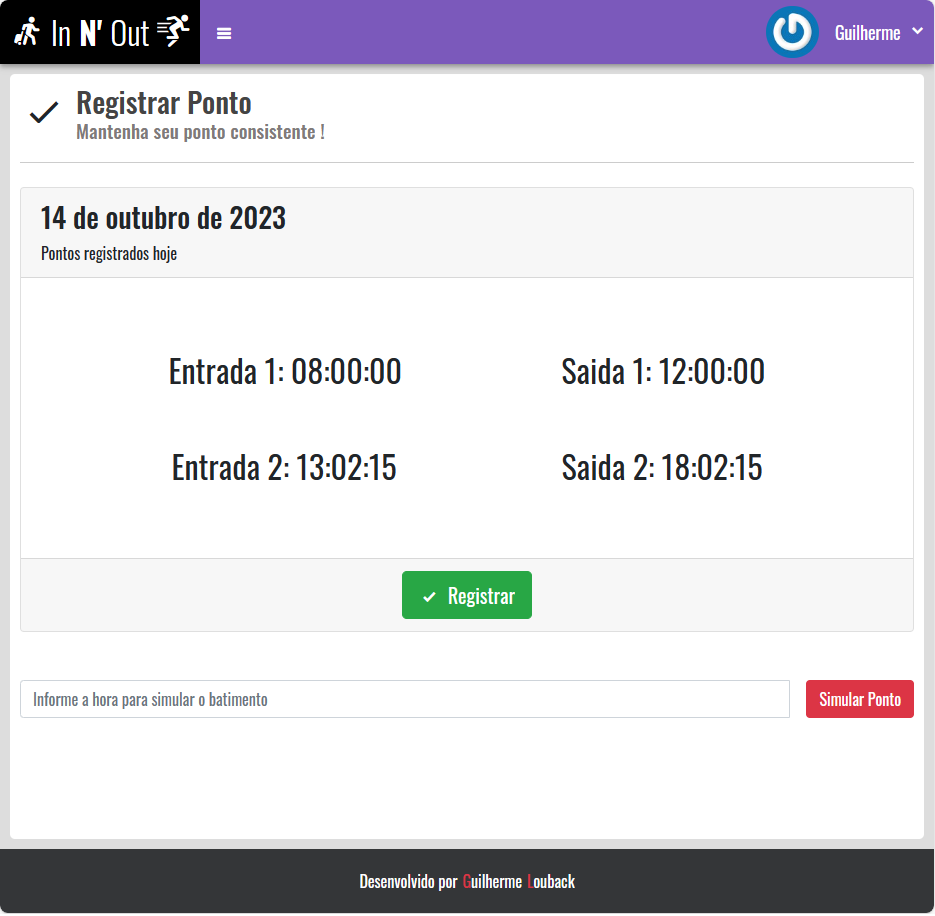 In N' Out
Guilherme
Registrar Ponto
Mantenha seu ponto consistente !
14 de outubro de 2023
Pontos registrados hoje
Entrada 1: 08:00:00 Saida 1: 12:00:00
Entrada 2: 13:02:15 Saida 2: 18:02:15
Registrar
Informe a hora para simular o batimento Simular Ponto
Desenvolvido por Guilherme Louback